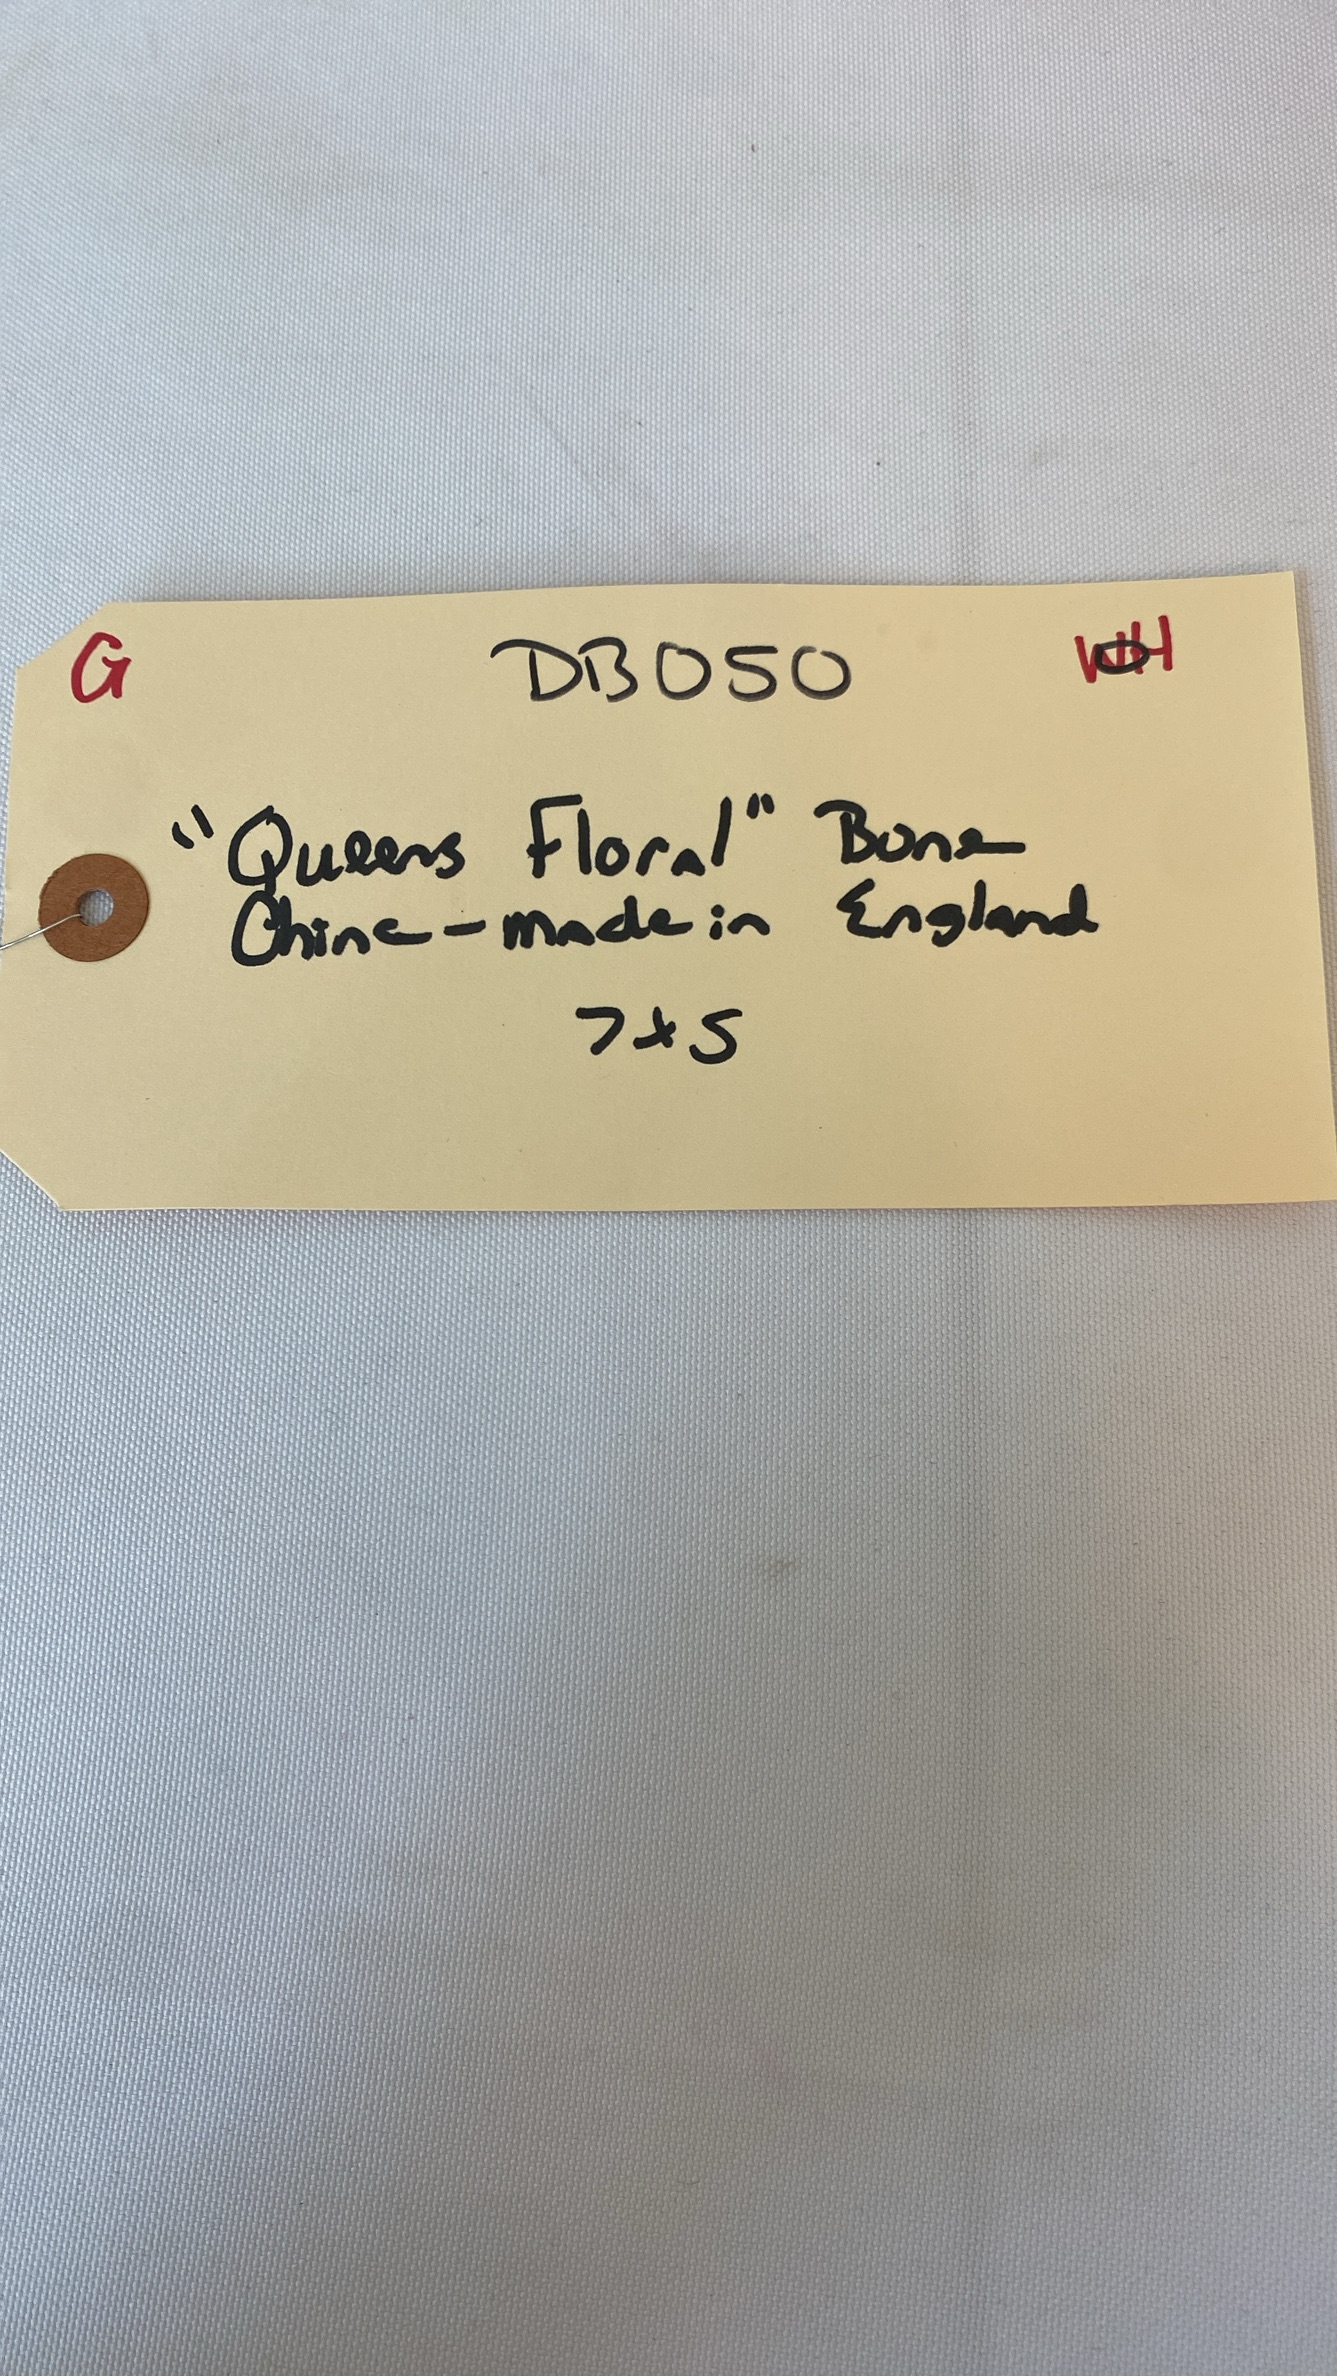 G DB050 WH
"Queens Floral" Bone
China - made in England
7x5